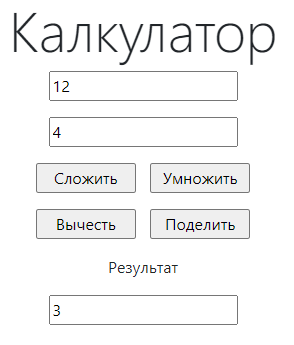 Калкулатор
12
4
Сложить Умножить
Вычесть Поделить
Результат
3